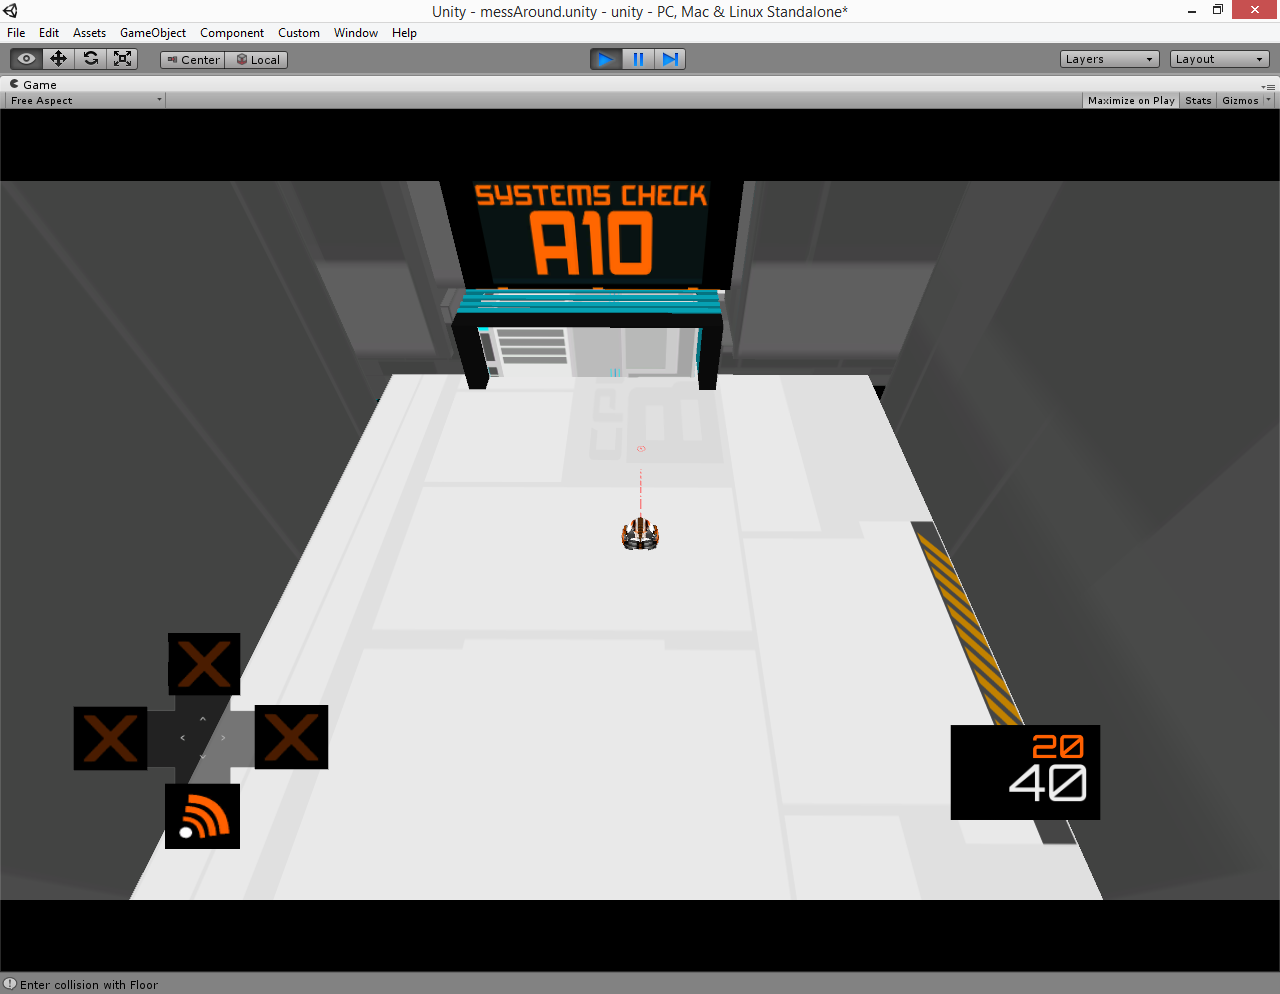 Unity - messAround.unity - unity - PC, Mac & Linux Standalone*
File Edit Assets GameObject Component Custom Window Help
Center Local Layers Layout
Game
Free Aspect Maximize on Play Stats Gizmos
SYSTEMS CHECK
A10
20
40
Enter collision with Floor